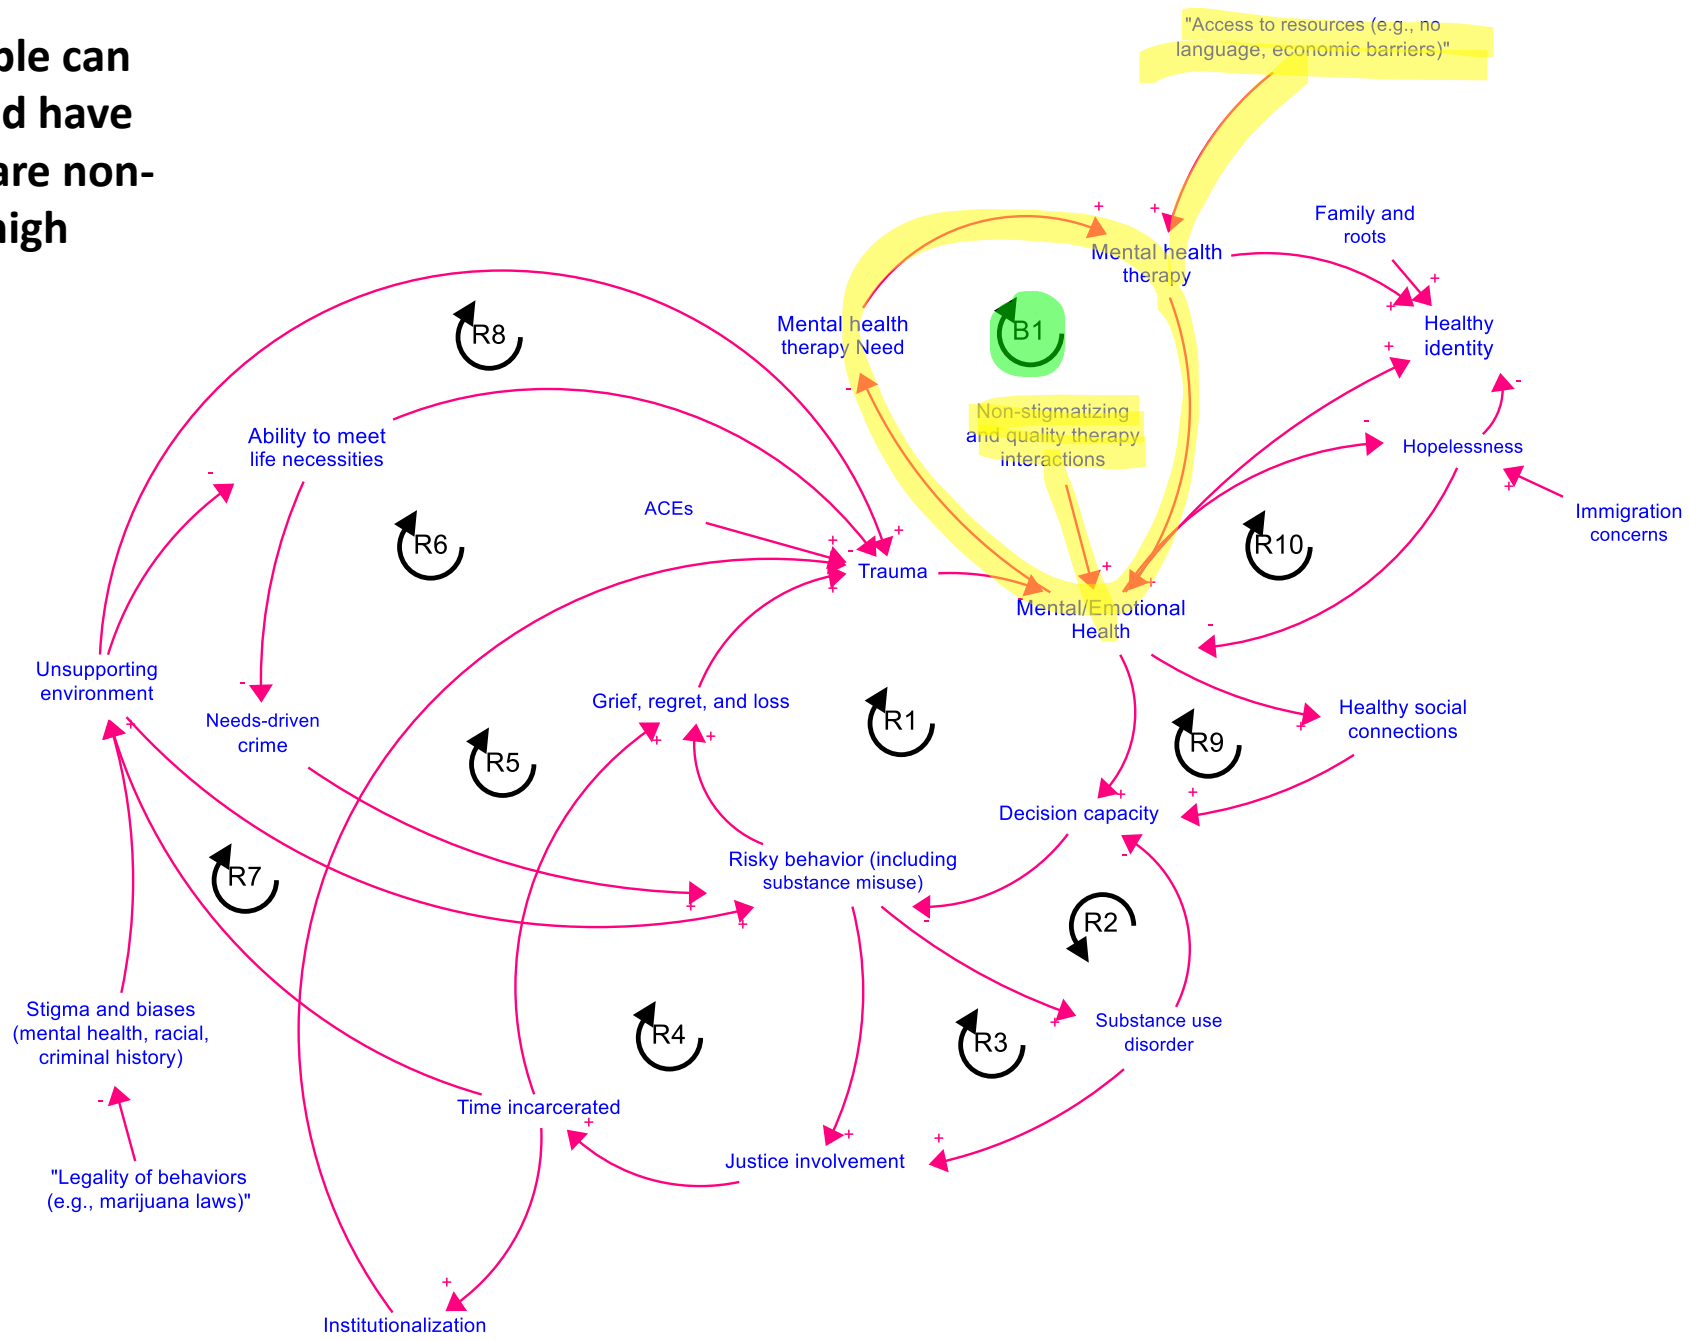 ple can
d have
are non-
high
"Access to resources (e.g., no
language, economic barriers)"
Family and
roots
Mental health
therapy
Healthy
identity
Mental health
therapy Need
B1
R8
Non-stigmatizing
and quality therapy
interactions
Ability to meet
life necessities
Hopelessness
ACEs
Immigration
concerns
R6
R10
Trauma
Mental/Emotional
Health
Unsupporting
environment
Grief, regret, and loss
R1
Needs-driven
crime
Healthy social
connections
R9
R5
Decision capacity
Risky behavior (including
substance misuse)
R7
R2
Stigma and biases
(mental health, racial,
criminal history)
R4
R3
Substance use
disorder
Time incarcerated
Justice involvement
"Legality of behaviors
(e.g., marijuana laws)"
Institutionalization